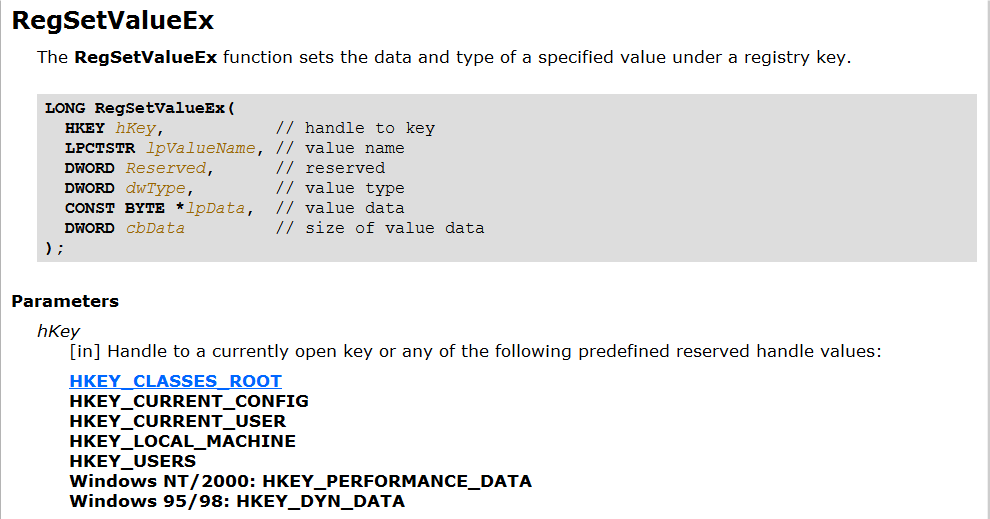 RegSetValueEx
The RegSetValueEx function sets the data and type of a specified value under a registry key.
LONG RegSetValueEx(
  HKEY hKey,           // handle to key
  LPCTSTR lpValueName, // value name
  DWORD Reserved,      // reserved
  DWORD dwType,        // value type
  CONST BYTE *lpData,  // value data
  DWORD cbData         // size of value data
);
Parameters
hKey
[in] Handle to a currently open key or any of the following predefined reserved handle values:
HKEY_CLASSES_ROOT
HKEY_CURRENT_CONFIG
HKEY_CURRENT_USER
HKEY_LOCAL_MACHINE
HKEY_USERS
Windows NT/2000: HKEY_PERFORMANCE_DATA
Windows 95/98: HKEY_DYN_DATA